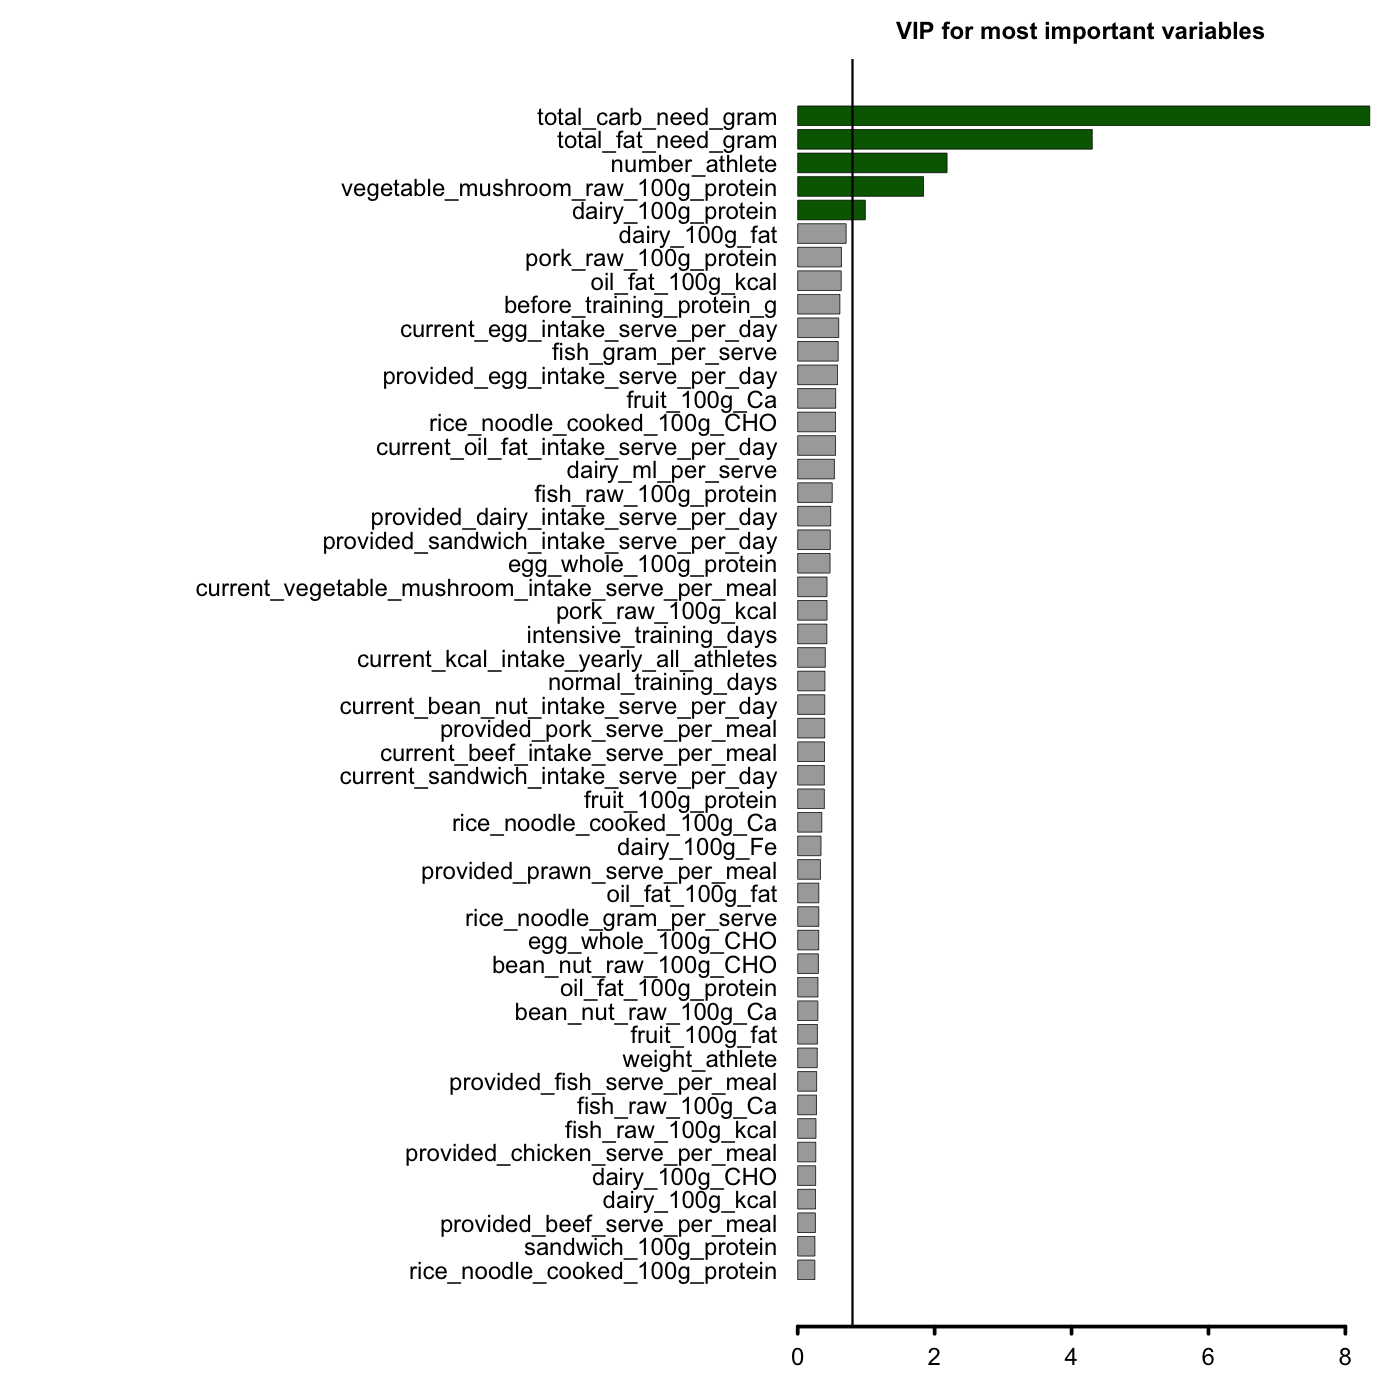 VIP for most important variables
total_carb_need_gram
total_fat_need_gram
number_athlete
vegetable_mushroom_raw_100g_protein
dairy_100g_protein
dairy_100g_fat
pork_raw_100g_protein
oil_fat_100g_kcal
before_training_protein_g
current_egg_intake_serve_per_day
fish_gram_per_serve
provided_egg_intake_serve_per_day
fruit_100g_Ca
rice_noodle_cooked_100g_CHO
current_oil_fat_intake_serve_per_day
dairy_ml_per_serve
fish_raw_100g_protein
provided_dairy_intake_serve_per_day
provided_sandwich_intake_serve_per_day
egg_whole_100g_protein
current_vegetable_mushroom_intake_serve_per_meal
pork_raw_100g_kcal
intensive_training_days
current_kcal_intake_yearly_all_athletes
normal_training_days
current_bean_nut_intake_serve_per_day
provided_pork_serve_per_meal
current_beef_intake_serve_per_meal
current_sandwich_intake_serve_per_day
fruit_100g_protein
rice_noodle_cooked_100g_Ca
dairy_100g_Fe
provided_prawn_serve_per_meal
oil_fat_100g_fat
rice_noodle_gram_per_serve
egg_whole_100g_CHO
bean_nut_raw_100g_CHO
oil_fat_100g_protein
bean_nut_raw_100g_Ca
fruit_100g_fat
weight_athlete
provided_fish_serve_per_meal
fish_raw_100g_Ca
fish_raw_100g_kcal
provided_chicken_serve_per_meal
dairy_100g_CHO
dairy_100g_kcal
provided_beef_serve_per_meal
sandwich_100g_protein
rice_noodle_cooked_100g_protein
0 2 4 6 8